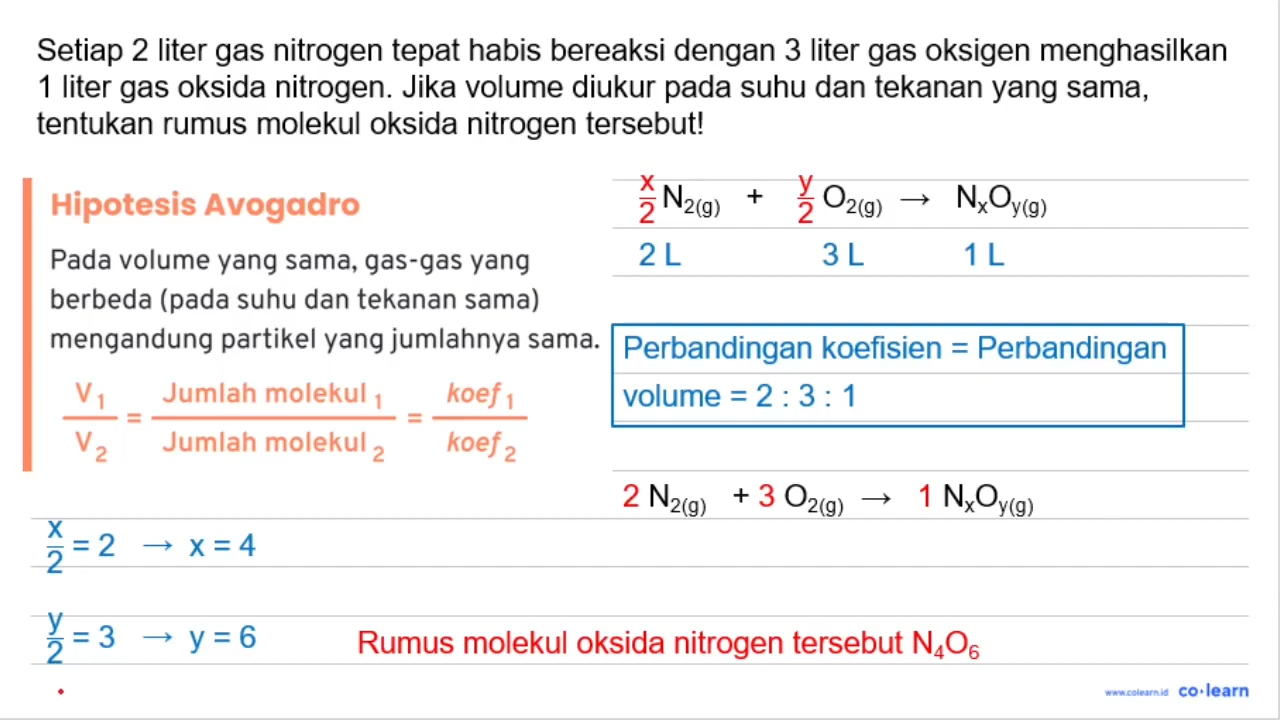 Setiap 2 liter gas nitrogen tepat habis bereaksi dengan 3 liter gas oksigen menghasilkan
1 liter gas oksida nitrogen. Jika volume diukur pada suhu dan tekanan yang sama,
tentukan rumus molekul oksida nitrogen tersebut!
Hipotesis Avogadro
Pada volume yang sama, gas-gas yang
berbeda (pada suhu dan tekanan sama)
mengandung partikel yang jumlahnya sama.
V₁/V₂ = Jumlah molekul ₁/Jumlah molekul ₂ = koef₁/koef₂
x/2 N₂(g) + y/2 O₂(g) → NₓOy(g)
2 L 3 L 1 L
Perbandingan koefisien = Perbandingan
volume = 2 : 3 : 1
2 N₂(g) + 3 O₂(g) → 1 NₓOy(g)
x/2 = 2 → x = 4
y/2 = 3 → y = 6
Rumus molekul oksida nitrogen tersebut N₄O₆
www.colearn.id co·learn